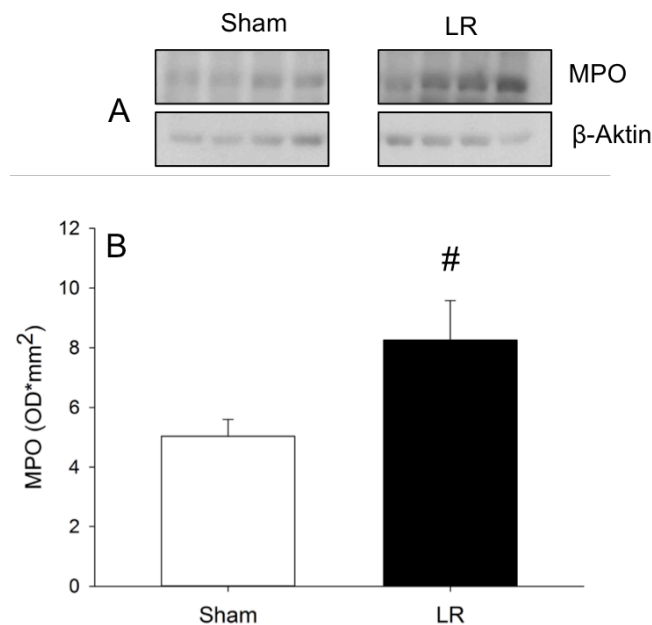 Sham LR
MPO
A
β-Aktin
B
#
12
10
8
6
4
2
0
MPO (OD*mm²)
Sham LR